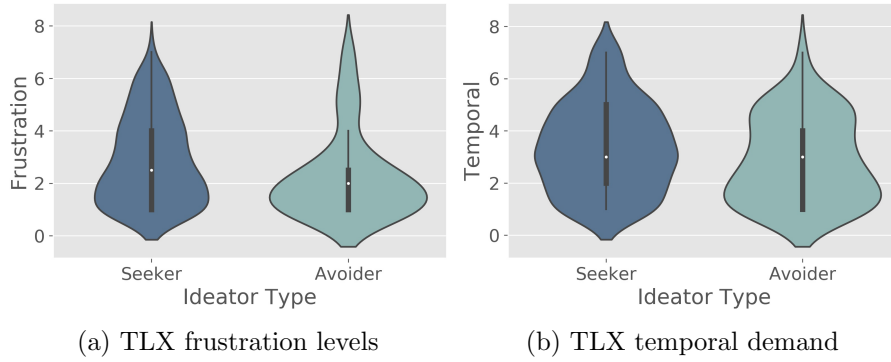 8
6
4
2
0
Frustration
Seeker Avoider
Ideator Type
(a) TLX frustration levels
8
6
4
2
0
Temporal
Seeker Avoider
Ideator Type
(b) TLX temporal demand